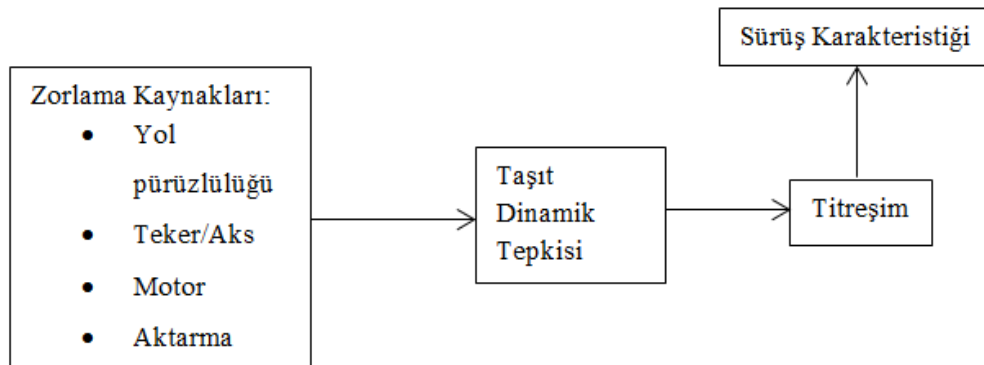 Zorlama Kaynakları:
• Yol
pürüzlülüğü
• Teker/Aks
• Motor
• Aktarma
Taşıt
Dinamik
Tepkisi
Titreşim
Sürüş Karakteristiği